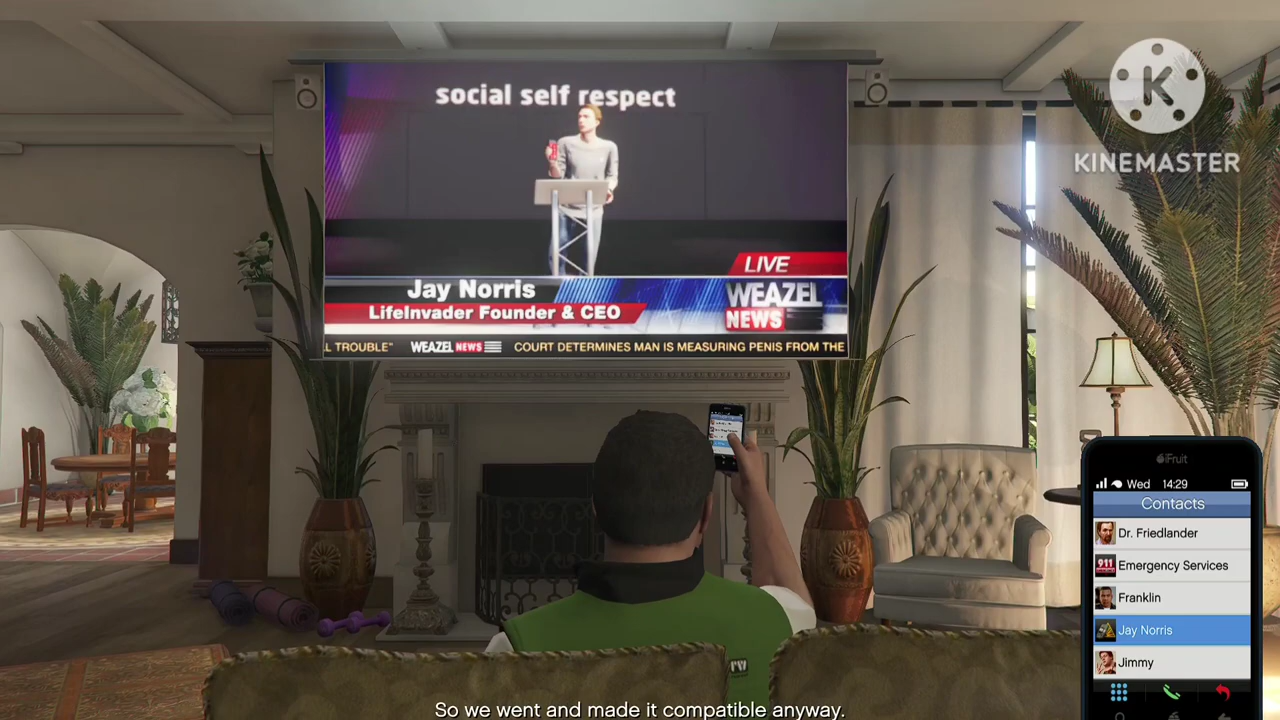 social self respect
LIVE
Jay Norris
LifeInvader Founder & CEO
WEAZEL
NEWS
L TROUBLE" WEAZEL NEWS COURT DETERMINES MAN IS MEASURING PENIS FROM THE
K
KINEMASTER
iFruit
Wed 14:29
Contacts
Dr. Friedlander
911
Emergency Services
Franklin
Jay Norris
Jimmy
So we went and made it compatible anyway.